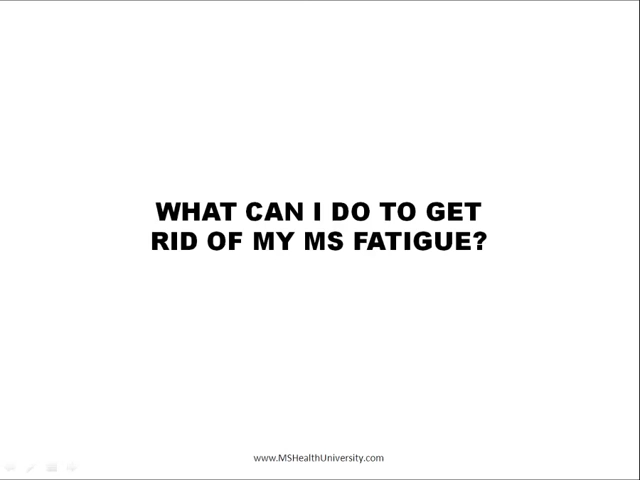 WHAT CAN I DO TO GET
RID OF MY MS FATIGUE?
www.MSHealthUniversity.com